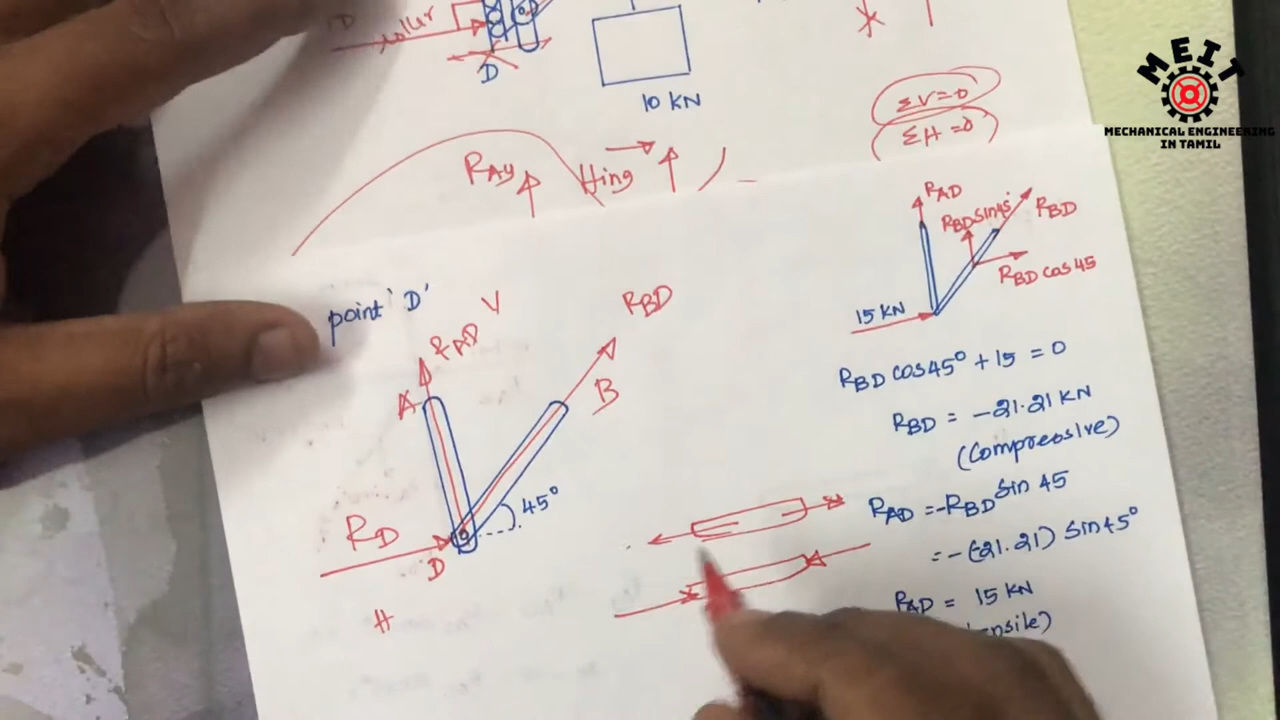 MEIT
MECHANICAL ENGINEERING
IN TAMIL
roller
D
10 KN
ΣV=0
ΣH=0
RAy
Hing
point 'D'
V
RAD
A
RBD
B
RD
D
45°
H
RAD
RBD sin45°
RBD
RBD cos45
15 KN
RBD cos45° + 15 = 0
RBD = -21.21 KN
(Compressive)
RAD = -RBD sin 45
= -(-21.21) sin45°
RAD = 15 KN